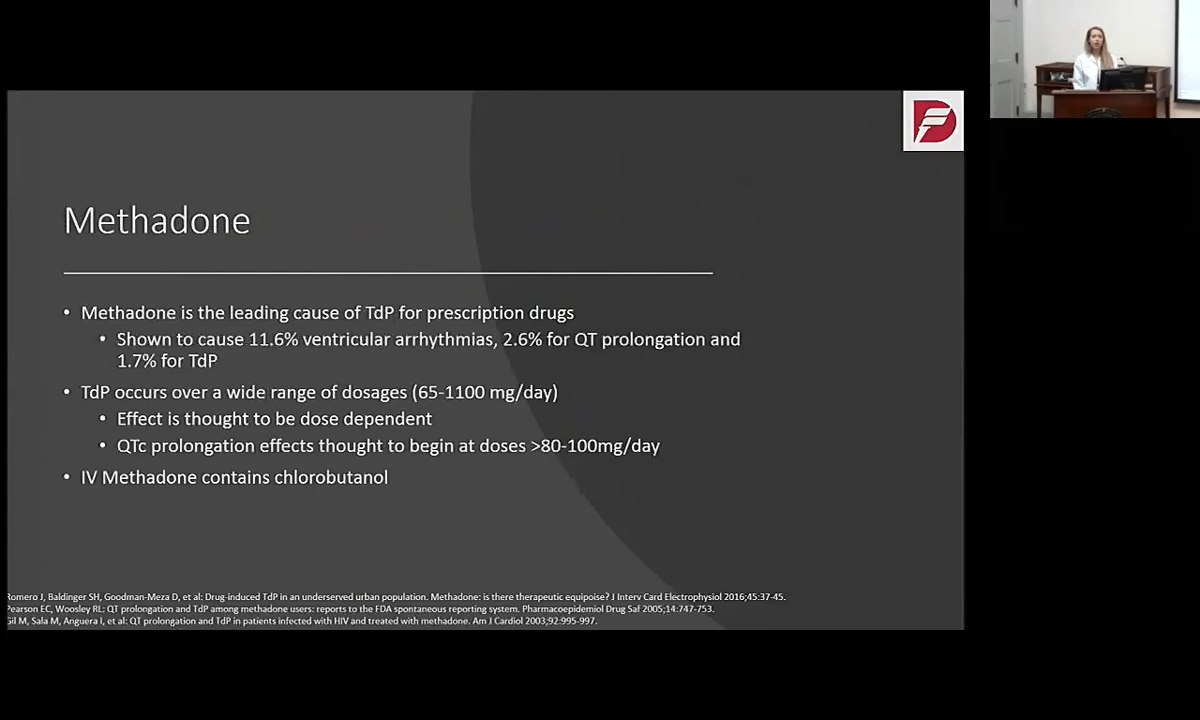 Methadone
• Methadone is the leading cause of TdP for prescription drugs
• Shown to cause 11.6% ventricular arrhythmias, 2.6% for QT prolongation and
1.7% for TdP
• TdP occurs over a wide range of dosages (65-1100 mg/day)
• Effect is thought to be dose dependent
• QTc prolongation effects thought to begin at doses >80-100mg/day
• IV Methadone contains chlorobutanol
Romero J, Baldinger SH, Goodman-Meza D, et al: Drug-induced TdP in an underserved urban population. Methadone: is there therapeutic equipoise? J Interv Card Electrophysiol 2016;45:37-45.
Pearson EC, Woosley RL: QT prolongation and TdP among methadone users: reports to the FDA spontaneous reporting system. Pharmacoepidemiol Drug Saf 2005;14:747-753.
Gil M, Sala M, Anguera I, et al: QT prolongation and TdP in patients infected with HIV and treated with methadone. Am J Cardiol 2003;92:995-997.